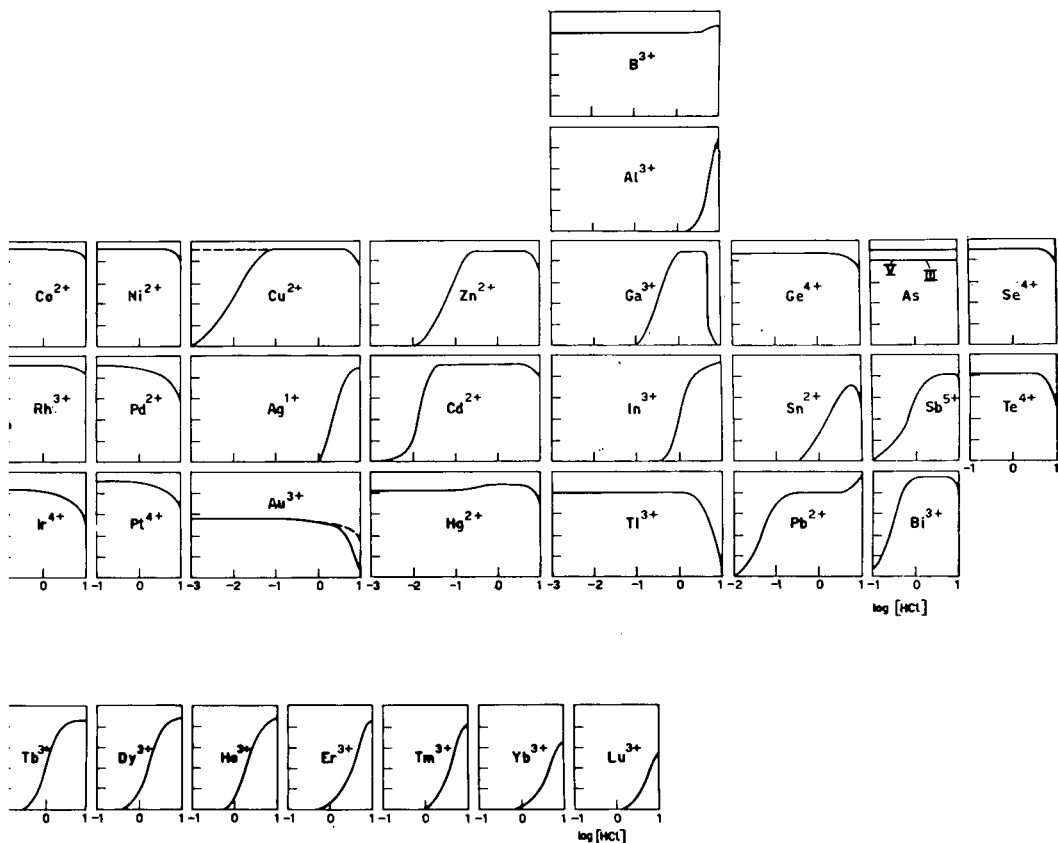 B3+
Al3+
Co2+ Ni2+ Cu2+ Zn2+ Ga3+ Ge4+ As V III Se4+
Rh3+ Pd2+ Ag1+ Cd2+ In3+ Sn2+ Sb5+ Te4+
-1 0 1
Ir4+ Pt4+ Au3+ Hg2+ Tl3+ Pb2+ Bi3+
0 1 -1 0 1 -3 -2 -1 0 1 -3 -2 -1 0 1 -3 -2 -1 0 1 -2 -1 0 1 -1 0 1
log [HCl]
Tb3+ Dy3+ Ho3+ Er3+ Tm3+ Yb3+ Lu3+
0 1 -1 0 1 -1 0 1 -1 0 1 -1 0 1 -1 0 1 -1 0 1
log [HCl]